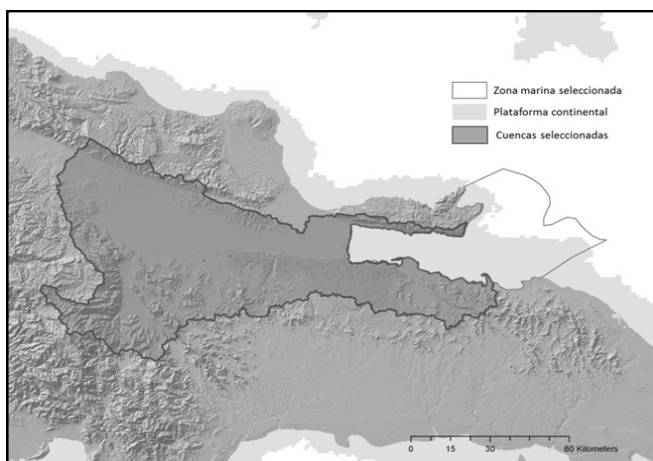 Zona marina seleccionada
Plataforma continental
Cuencas seleccionadas
0 15 30 60 Kilometers